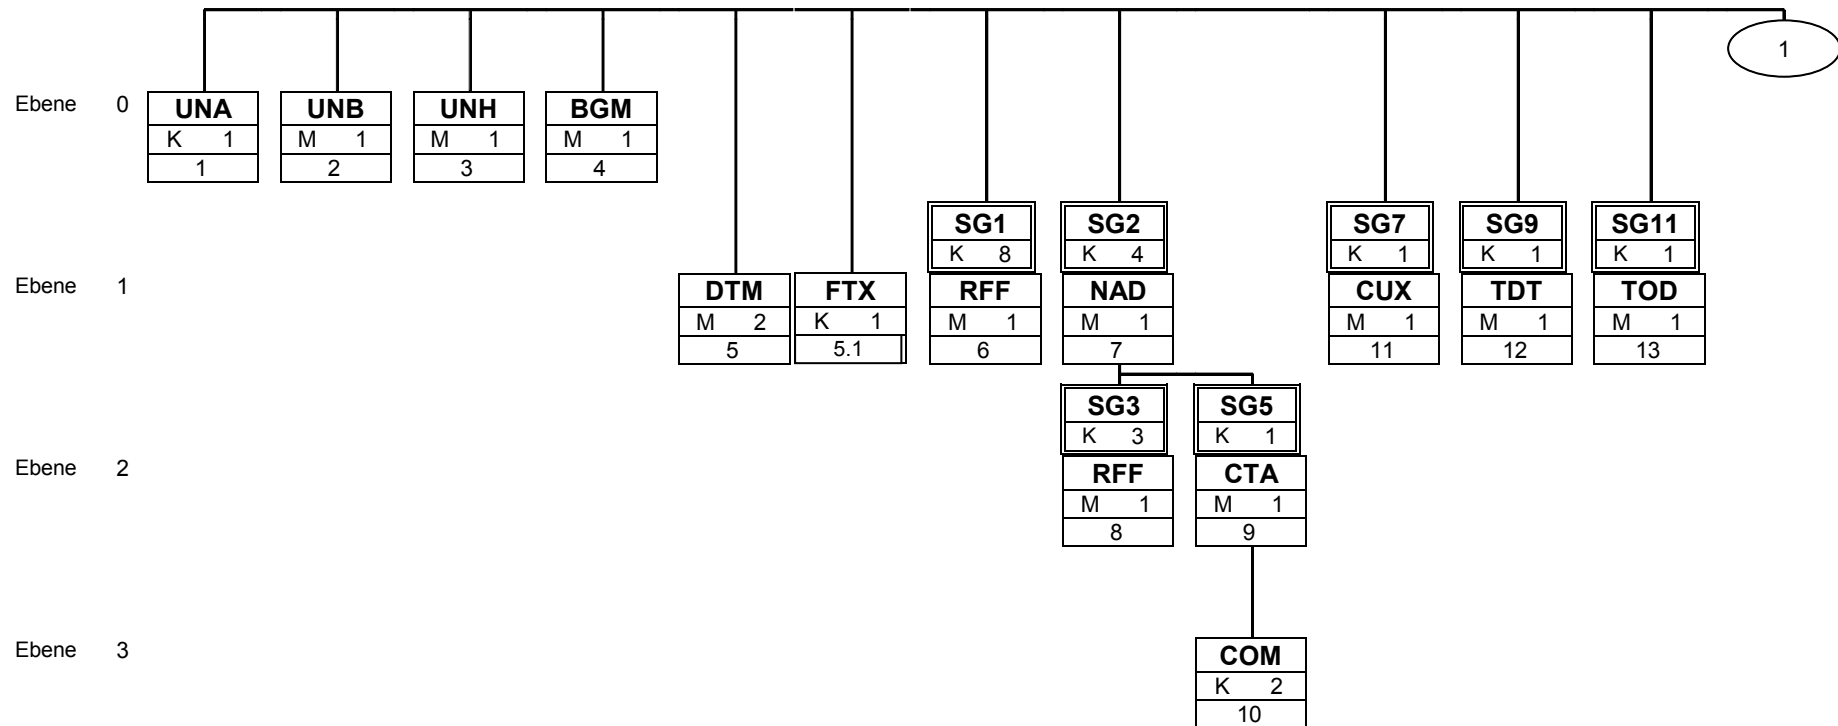 1
Ebene 0
UNA UNB UNH BGM
K 1 M 1 M 1 M 1
1 2 3 4
SG1 SG2 SG7 SG9 SG11
K 8 K 4 K 1 K 1 K 1
Ebene 1
DTM FTX RFF NAD CUX TDT TOD
M 2 K 1 M 1 M 1 M 1 M 1 M 1
5 5.1 6 7 11 12 13
SG3 SG5
K 3 K 1
Ebene 2
RFF CTA
M 1 M 1
8 9
Ebene 3
COM
K 2
10